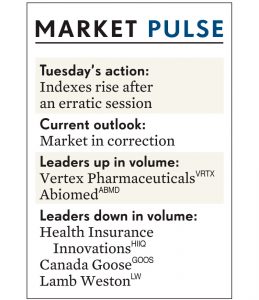 MARKET PULSE
Tuesday's action:
Indexes rise after
an erratic session
Current outlook:
Market in correction
Leaders up in volume:
Vertex Pharmaceuticals VRTX
Abiomed ABMD
Leaders down in volume:
Health Insurance
Innovations HIIQ
Canada Goose GOOS
Lamb Weston LW